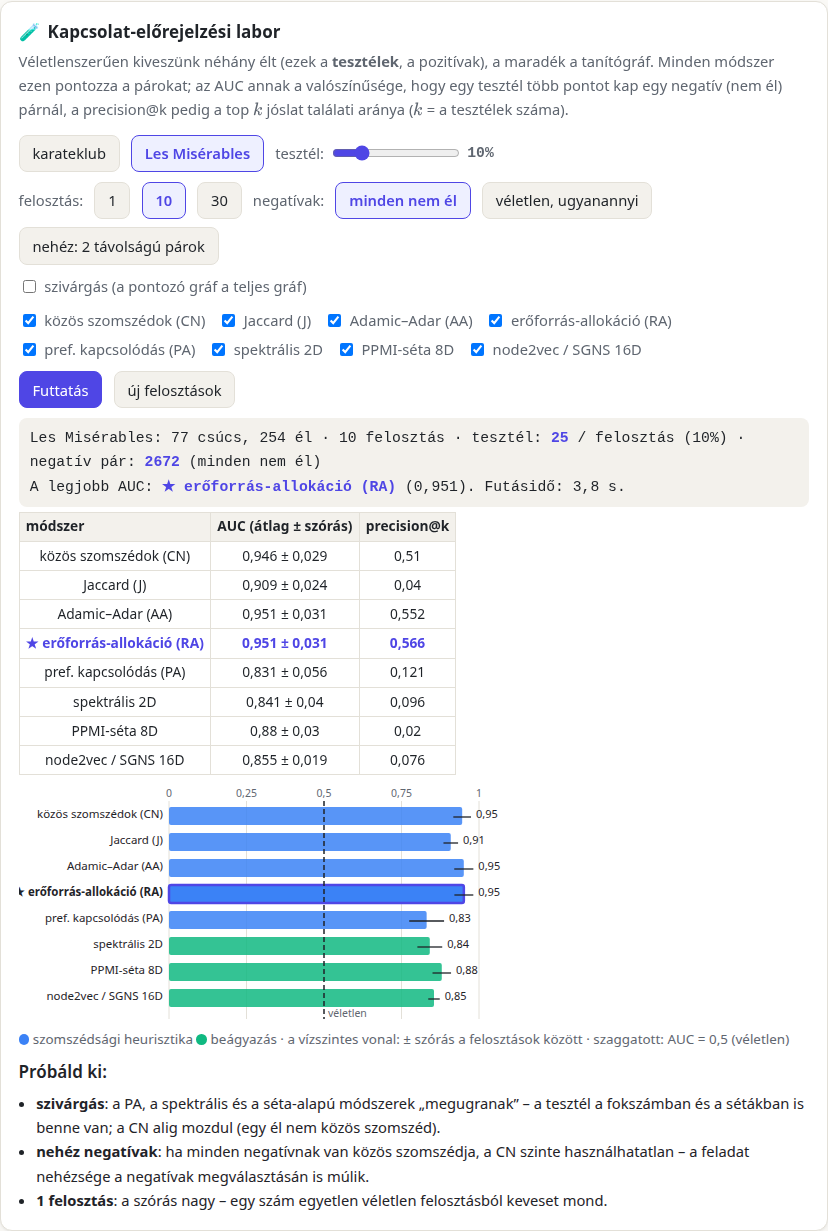 🧪 Kapcsolat-előrejelzési labor
Véletlenszerűen kiveszünk néhány élt (ezek a tesztélek, a pozitívak), a maradék a tanítógráf. Minden módszer
ezen pontozza a párokat; az AUC annak a valószínűsége, hogy egy tesztél több pontot kap egy negatív (nem él)
párnál, a precision@k pedig a top k jóslat találati aránya (k = a tesztélek száma).
karateklub Les Misérables tesztél: 10%
felosztás: 1 10 30 negatívak: minden nem él véletlen, ugyanannyi
nehéz: 2 távolságú párok
szivárgás (a pontozó gráf a teljes gráf)
közös szomszédok (CN) Jaccard (J) Adamic–Adar (AA) erőforrás-allokáció (RA)
pref. kapcsolódás (PA) spektrális 2D PPMI-séta 8D node2vec / SGNS 16D
Futtatás új felosztások
Les Misérables: 77 csúcs, 254 él · 10 felosztás · tesztél: 25 / felosztás (10%) ·
negatív pár: 2672 (minden nem él)
A legjobb AUC: ★ erőforrás-allokáció (RA) (0,951). Futásidő: 3,8 s.
módszer AUC (átlag ± szórás) precision@k
közös szomszédok (CN) 0,946 ± 0,029 0,51
Jaccard (J) 0,909 ± 0,024 0,04
Adamic–Adar (AA) 0,951 ± 0,031 0,552
★ erőforrás-allokáció (RA) 0,951 ± 0,031 0,566
pref. kapcsolódás (PA) 0,831 ± 0,056 0,121
spektrális 2D 0,841 ± 0,04 0,096
PPMI-séta 8D 0,88 ± 0,03 0,02
node2vec / SGNS 16D 0,855 ± 0,019 0,076
0 0,25 0,5 0,75 1
közös szomszédok (CN) 0,95
Jaccard (J) 0,91
Adamic–Adar (AA) 0,95
★ erőforrás-allokáció (RA) 0,95
pref. kapcsolódás (PA) 0,83
spektrális 2D 0,84
PPMI-séta 8D 0,88
node2vec / SGNS 16D 0,85
véletlen
szomszédsági heurisztika beágyazás · a vízszintes vonal: ± szórás a felosztások között · szaggatott: AUC = 0,5 (véletlen)
Próbáld ki:
• szivárgás: a PA, a spektrális és a séta-alapú módszerek „megugranak” – a tesztél a fokszámban és a sétákban is
benne van; a CN alig mozdul (egy él nem közös szomszéd).
• nehéz negatívak: ha minden negatívnak van közös szomszédja, a CN szinte használhatatlan – a feladat
nehézsége a negatívak megválasztásán is múlik.
• 1 felosztás: a szórás nagy – egy szám egyetlen véletlen felosztásból keveset mond.